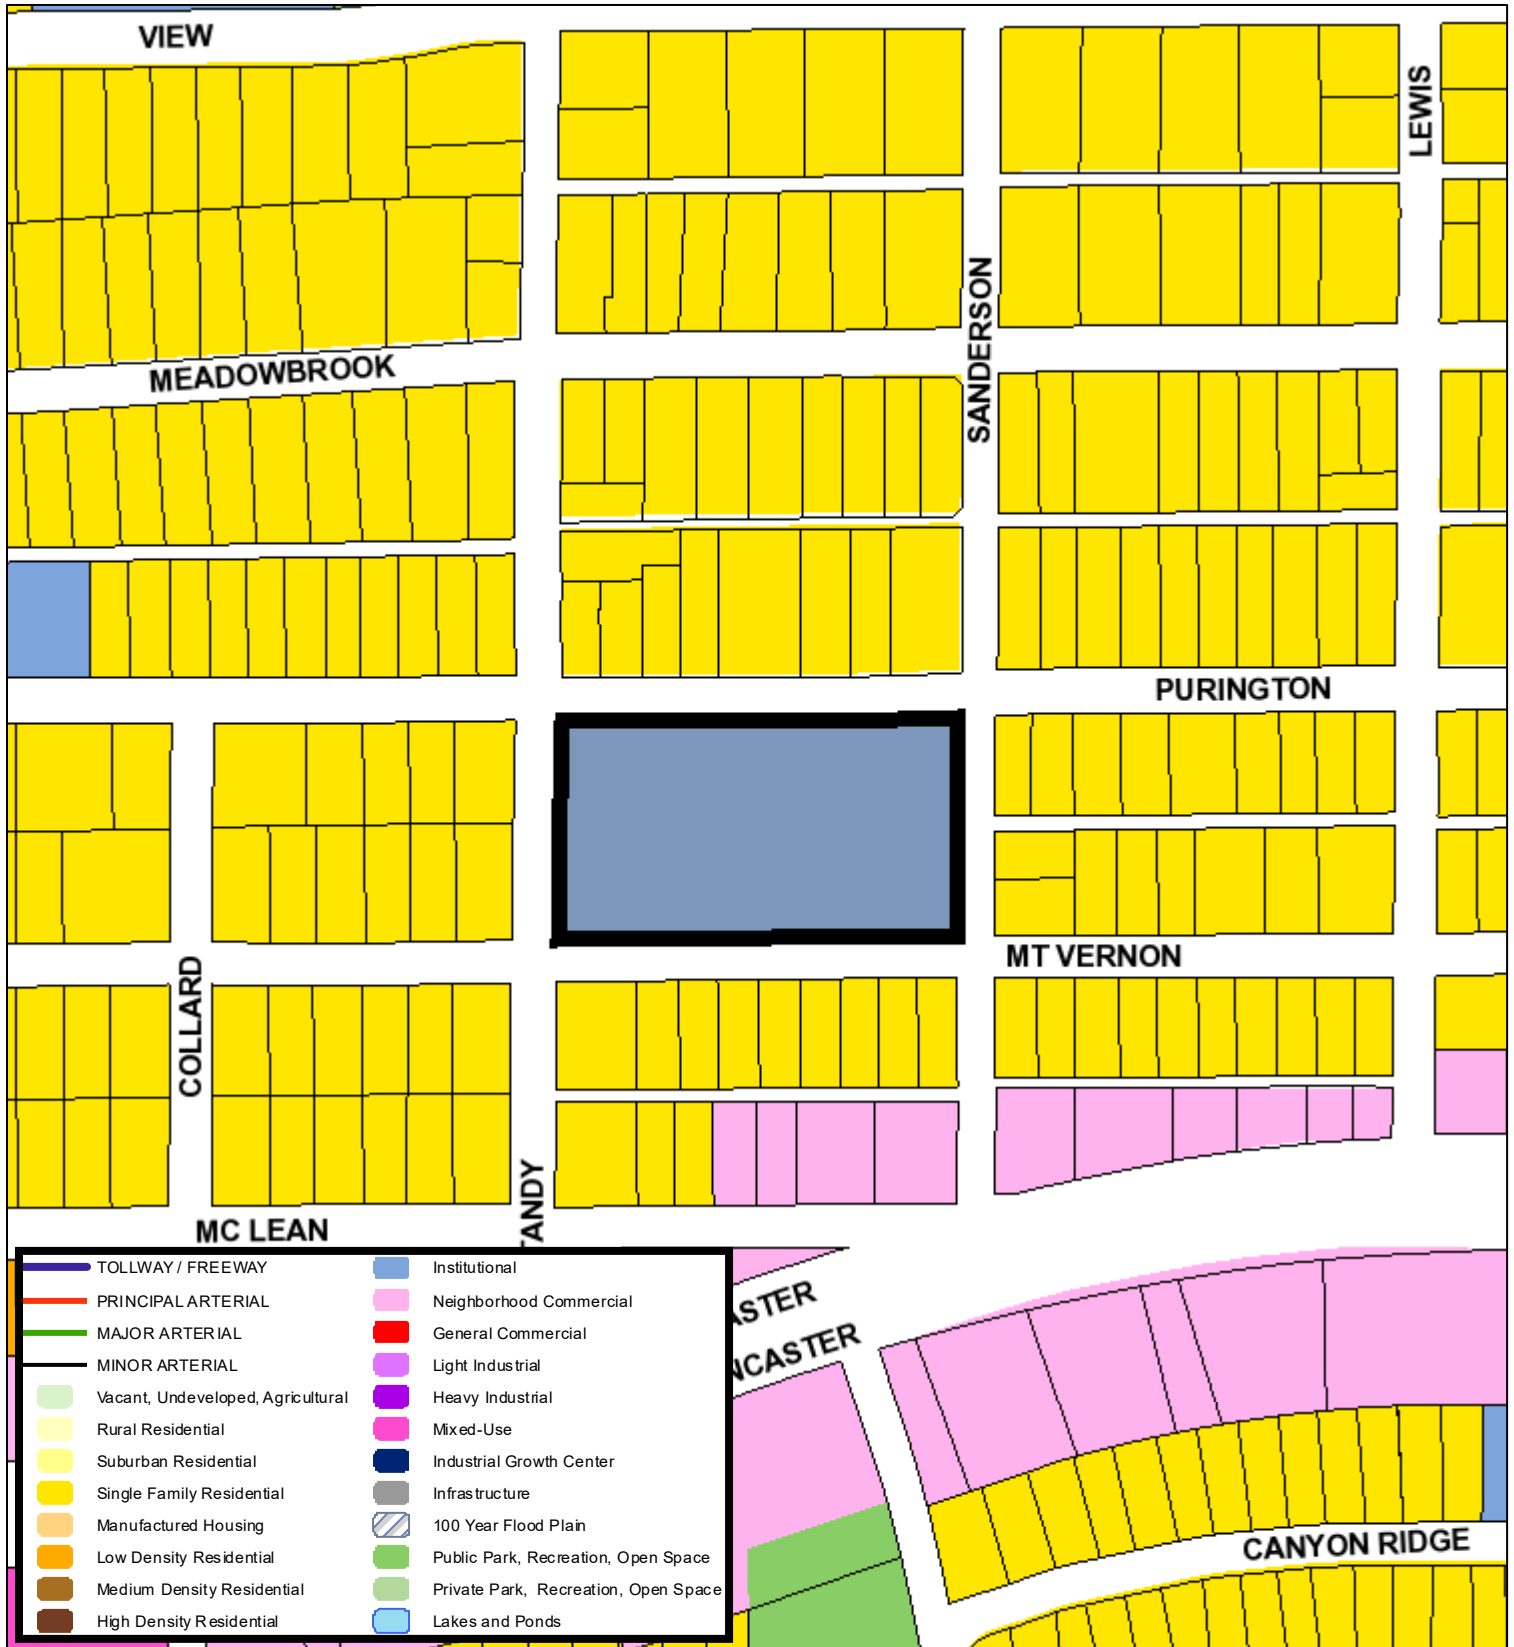 VIEW
LEWIS
SANDERSON
MEADOWBROOK
PURINGTON
MT VERNON
COLLARD
TANDY
MC LEAN
ASTER
NCASTER
CANYON RIDGE
TOLLWAY / FREEWAY
PRINCIPAL ARTERIAL
MAJOR ARTERIAL
MINOR ARTERIAL
Vacant, Undeveloped, Agricultural
Rural Residential
Suburban Residential
Single Family Residential
Manufactured Housing
Low Density Residential
Medium Density Residential
High Density Residential
Institutional
Neighborhood Commercial
General Commercial
Light Industrial
Heavy Industrial
Mixed-Use
Industrial Growth Center
Infrastructure
100 Year Flood Plain
Public Park, Recreation, Open Space
Private Park, Recreation, Open Space
Lakes and Ponds